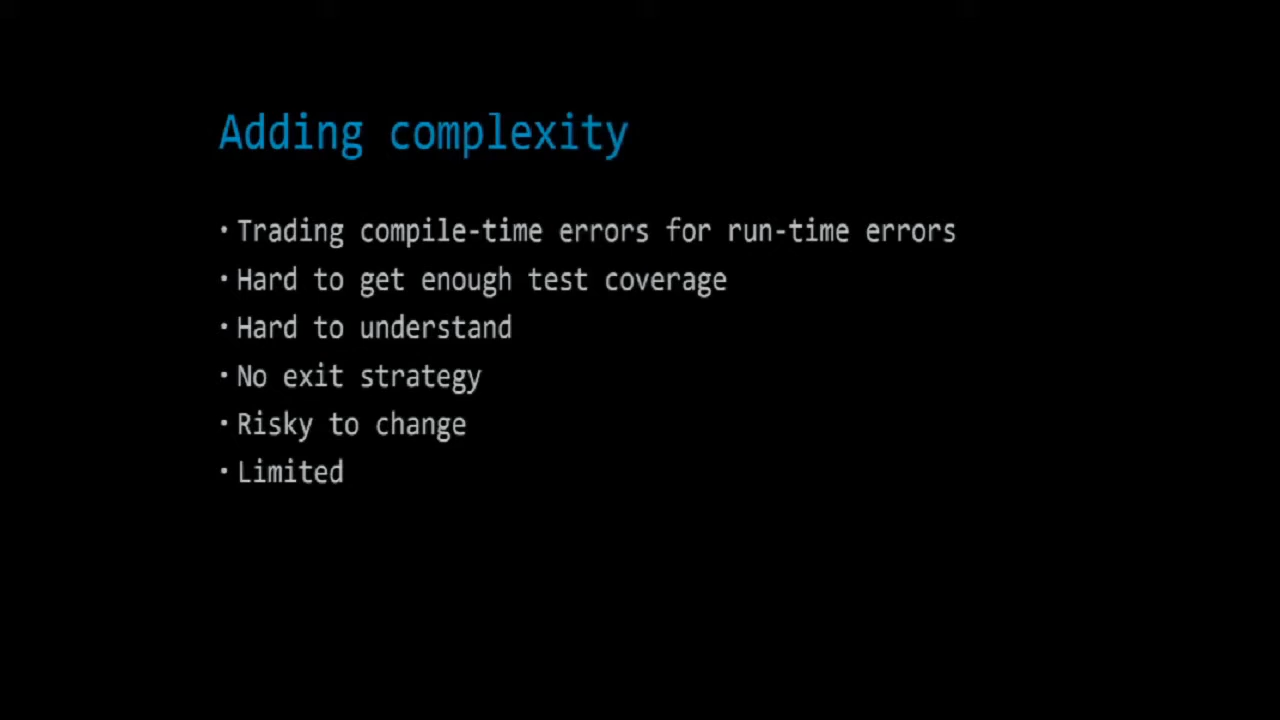 Adding complexity
• Trading compile-time errors for run-time errors
• Hard to get enough test coverage
• Hard to understand
• No exit strategy
• Risky to change
• Limited